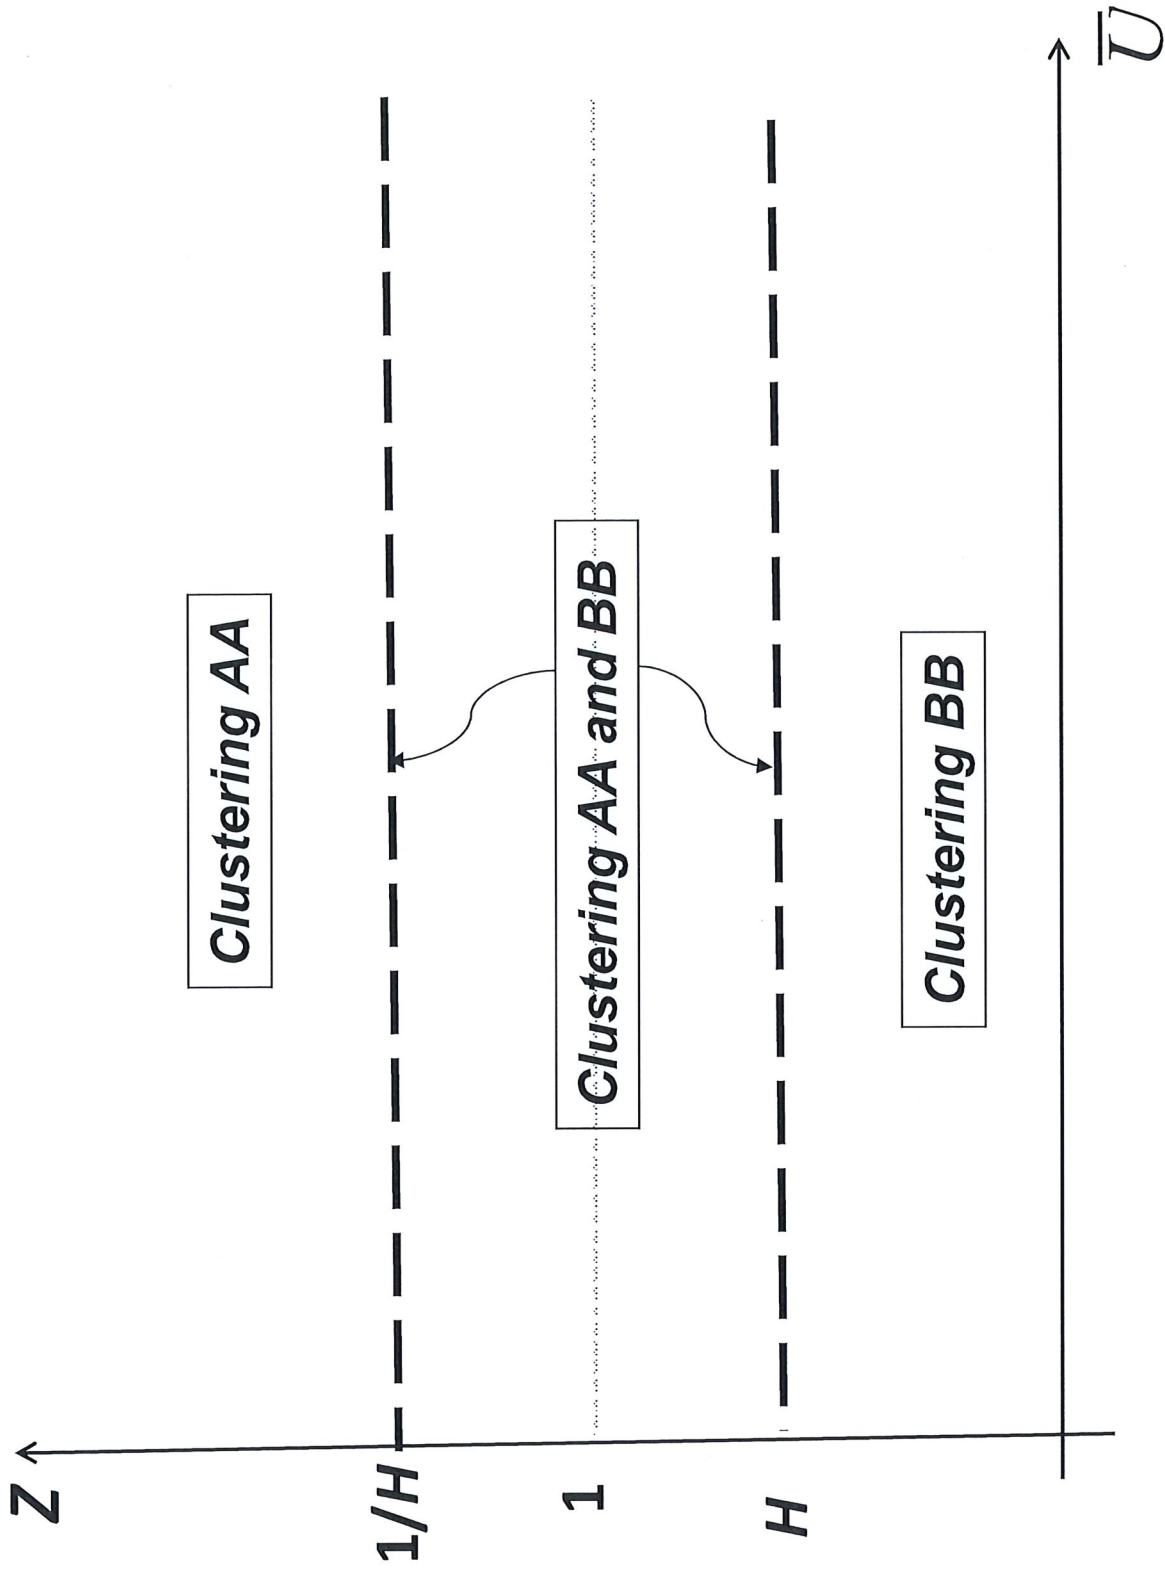 Z
Clustering AA
1/H
Clustering AA and BB
1
H
Clustering BB
U̅